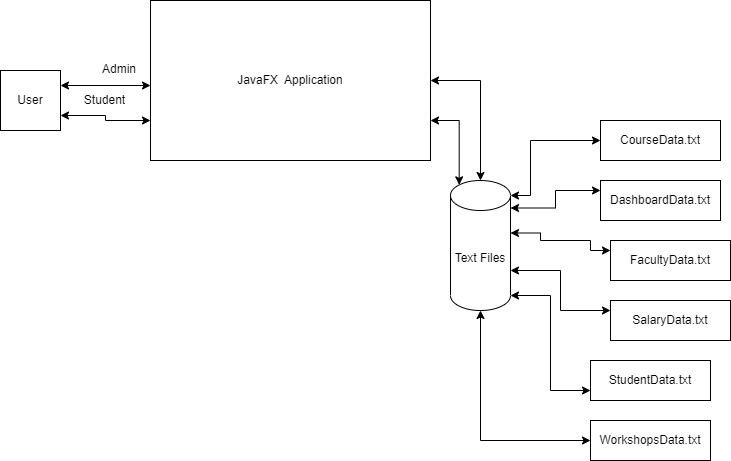 Admin
JavaFX  Application
User
Student
CourseData.txt
DashboardData.txt
Text Files
FacultyData.txt
SalaryData.txt
StudentData.txt
WorkshopsData.txt